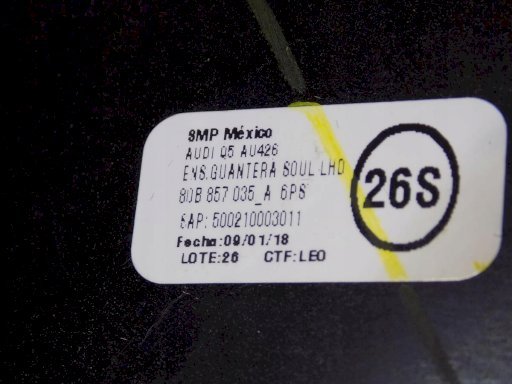 SMP México
AUDI Q5 AU426
ENS.GUANTERA SOUL LHD
80B 857 035_A 6PS
SAP: 500210003011
Fecha:09/01/18
LOTE:26 CTF:LEO
26S